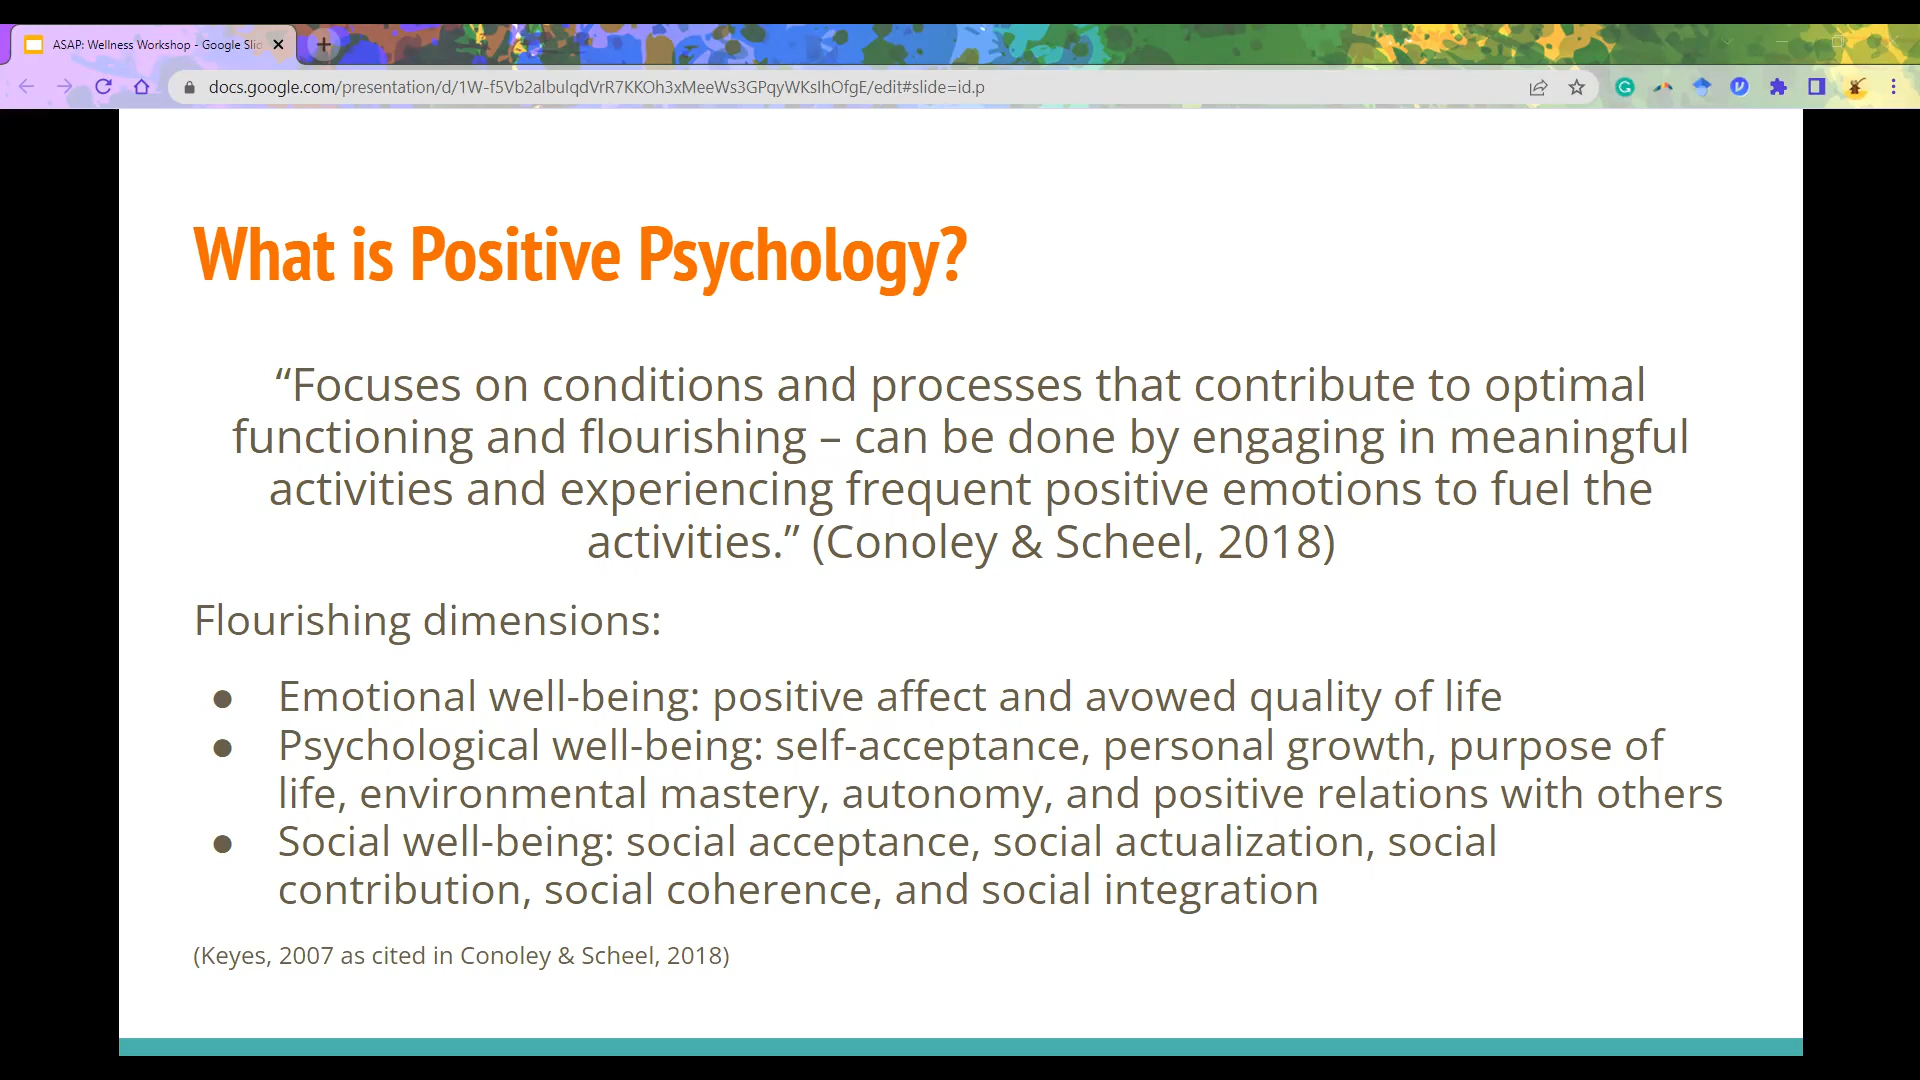 ASAP: Wellness Workshop - Google Slid
docs.google.com/presentation/d/1W-f5Vb2albulqdVrR7KKOh3xMeeWs3GPqyWKsIhOfgE/edit#slide=id.p
What is Positive Psychology?
“Focuses on conditions and processes that contribute to optimal
functioning and flourishing – can be done by engaging in meaningful
activities and experiencing frequent positive emotions to fuel the
activities.” (Conoley & Scheel, 2018)
Flourishing dimensions:
● Emotional well-being: positive affect and avowed quality of life
● Psychological well-being: self-acceptance, personal growth, purpose of
life, environmental mastery, autonomy, and positive relations with others
● Social well-being: social acceptance, social actualization, social
contribution, social coherence, and social integration
(Keyes, 2007 as cited in Conoley & Scheel, 2018)